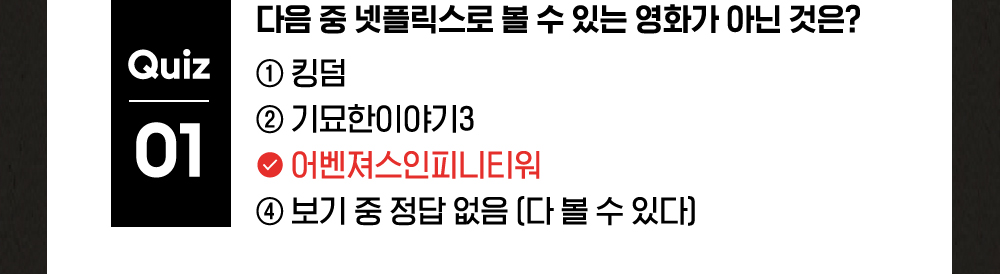 다음 중 넷플릭스로 볼 수 있는 영화가 아닌 것은?
Quiz
01
① 킹덤
② 기묘한이야기3
어벤져스인피니티워
④ 보기 중 정답 없음 (다 볼 수 있다)